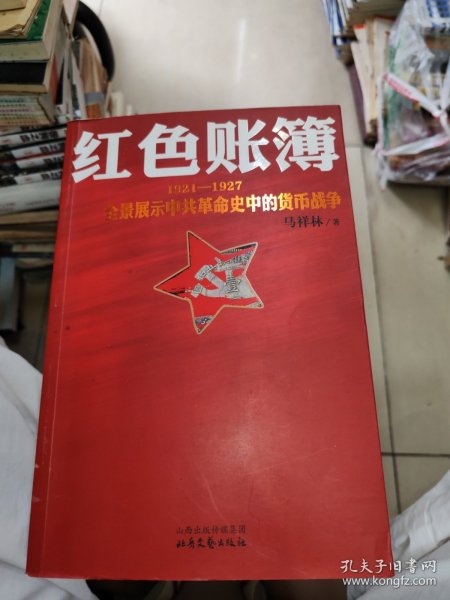 红色账簿
1921—1927
全景展示中共革命史中的货币战争
马祥林/著
山西出版传媒集团
北岳文艺出版社
孔夫子旧书网
www.kongfz.com